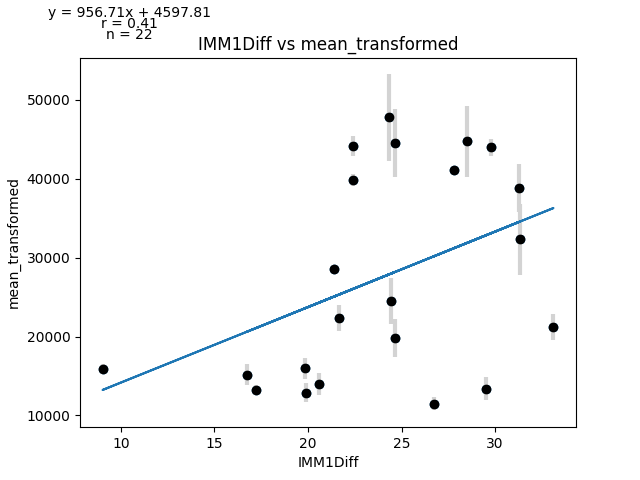 y = 956.71x + 4597.81
r = 0.41
n = 22
IMM1Diff vs mean_transformed
50000
40000
30000
20000
10000
mean_transformed
10 15 20 25 30
IMM1Diff